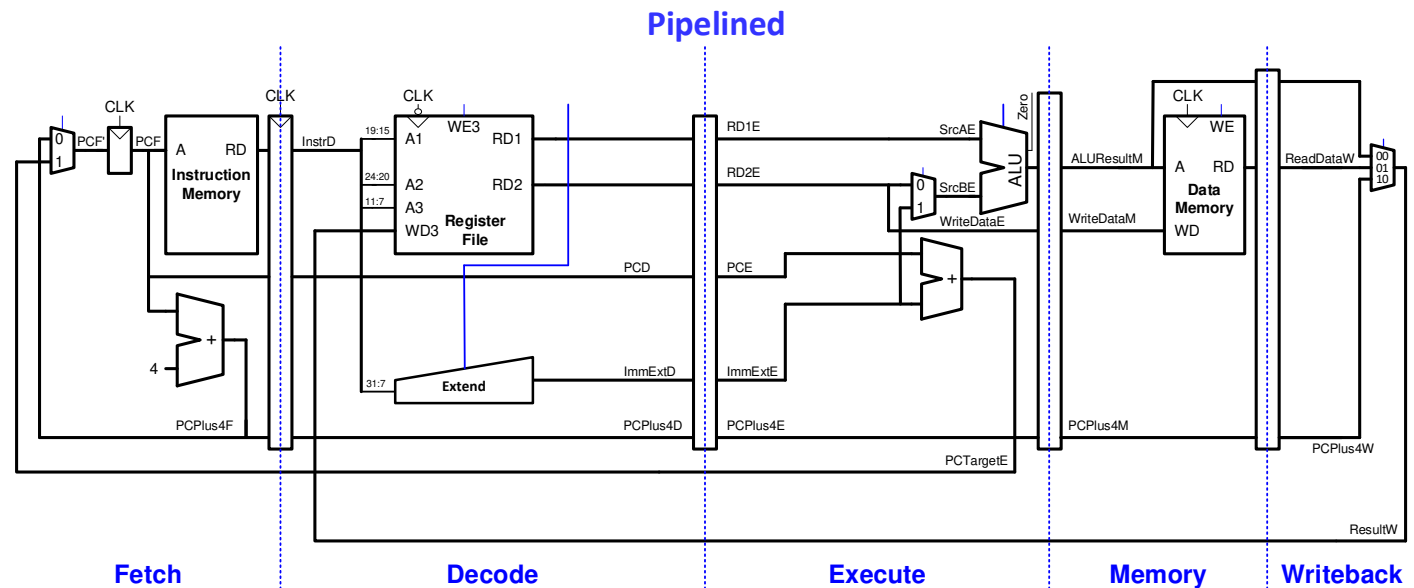 Pipelined
CLK
CLK
CLK
CLK
0
1
PCF'
PCF
A
RD
Instruction
Memory
InstrD
19:15
24:20
11:7
A1
A2
A3
WD3
WE3
RD1
RD2
Register
File
RD1E
RD2E
0
1
SrcAE
SrcBE
ALU
Zero
WriteDataE
ALUResultM
WriteDataM
A
RD
WE
Data
Memory
WD
ReadDataW
00
01
10
PCD
PCE
+
4
+
31:7
Extend
ImmExtD
ImmExtE
PCPlus4F
PCPlus4D
PCPlus4E
PCPlus4M
PCPlus4W
PCTargetE
ResultW
Fetch
Decode
Execute
Memory
Writeback